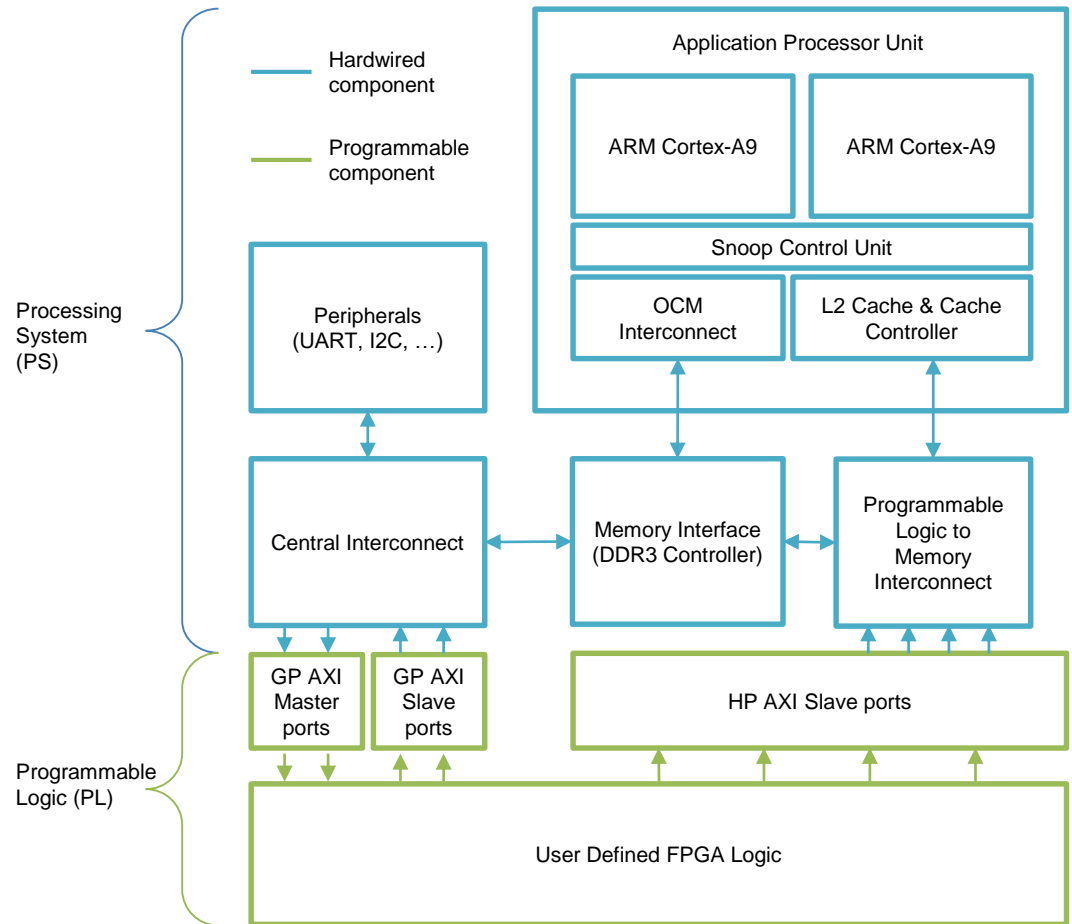 Hardwired
component
Programmable
component
Application Processor Unit
ARM Cortex-A9
ARM Cortex-A9
Snoop Control Unit
OCM
Interconnect
L2 Cache & Cache
Controller
Processing
System
(PS)
Peripherals
(UART, I2C, …)
Central Interconnect
Memory Interface
(DDR3 Controller)
Programmable
Logic to
Memory
Interconnect
GP AXI
Master
ports
GP AXI
Slave
ports
HP AXI Slave ports
Programmable
Logic (PL)
User Defined FPGA Logic